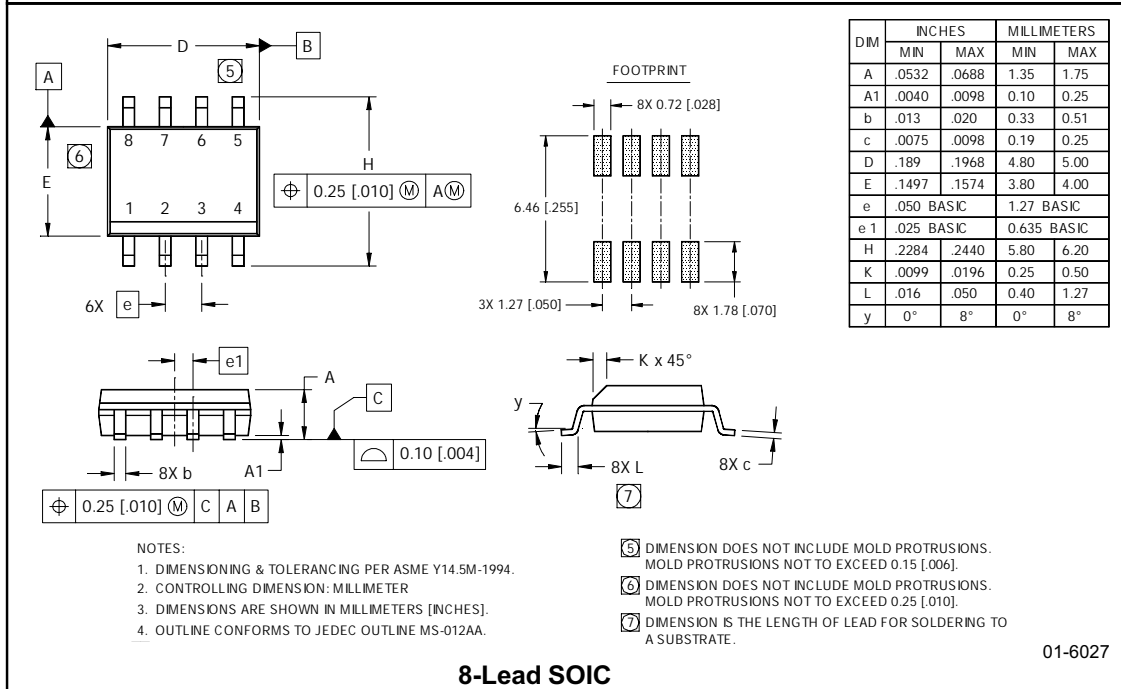 D
B
5
A
8 7 6 5
6
E
H
⌖ 0.25 [.010] Ⓜ A Ⓜ
1 2 3 4
6X e
FOOTPRINT
8X 0.72 [.028]
6.46 [.255]
3X 1.27 [.050]
8X 1.78 [.070]
DIM INCHES MILLIMETERS
MIN MAX MIN MAX
A .0532 .0688 1.35 1.75
A1 .0040 .0098 0.10 0.25
b .013 .020 0.33 0.51
c .0075 .0098 0.19 0.25
D .189 .1968 4.80 5.00
E .1497 .1574 3.80 4.00
e .050 BASIC 1.27 BASIC
e 1 .025 BASIC 0.635 BASIC
H .2284 .2440 5.80 6.20
K .0099 .0196 0.25 0.50
L .016 .050 0.40 1.27
y 0° 8° 0° 8°
e1
A
C
⌓ 0.10 [.004]
8X b
A1
⌖ 0.25 [.010] Ⓜ C A B
K x 45°
y
8X L
7
8X c
NOTES:
1. DIMENSIONING & TOLERANCING PER ASME Y14.5M-1994.
2. CONTROLLING DIMENSION: MILLIMETER
3. DIMENSIONS ARE SHOWN IN MILLIMETERS [INCHES].
4. OUTLINE CONFORMS TO JEDEC OUTLINE MS-012AA.
5 DIMENSION DOES NOT INCLUDE MOLD PROTRUSIONS.
MOLD PROTRUSIONS NOT TO EXCEED 0.15 [.006].
6 DIMENSION DOES NOT INCLUDE MOLD PROTRUSIONS.
MOLD PROTRUSIONS NOT TO EXCEED 0.25 [.010].
7 DIMENSION IS THE LENGTH OF LEAD FOR SOLDERING TO
A SUBSTRATE.
01-6027
8-Lead SOIC